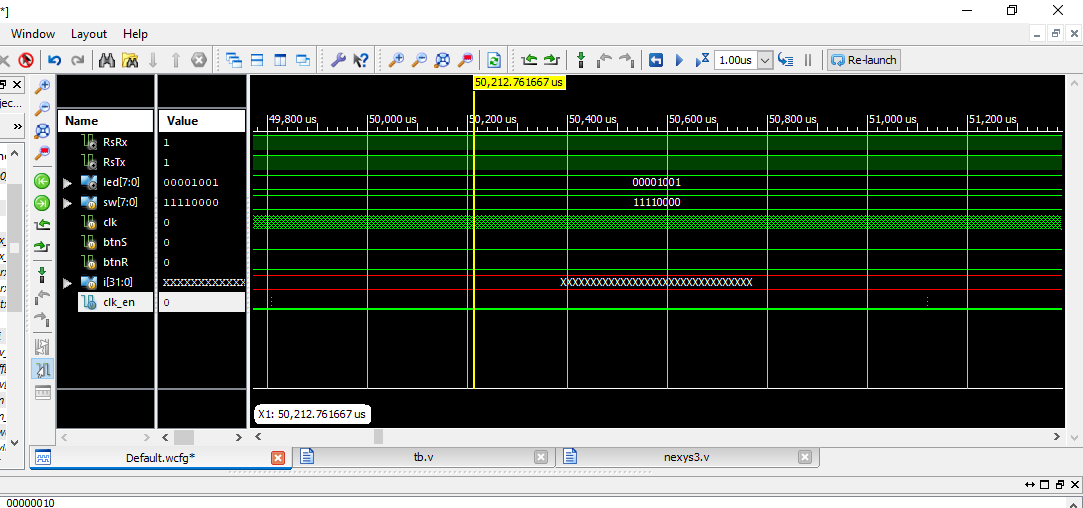 *]
Window Layout Help
1.00us Re-launch
50,212.761667 us
Name Value
49,800 us 50,000 us 50,200 us 50,400 us 50,600 us 50,800 us 51,000 us 51,200 us
RsRx 1
RsTx 1
led[7:0] 00001001 00001001
sw[7:0] 11110000 11110000
clk 0
btnS 0
btnR 0
i[31:0] XXXXXXXXXXXX XXXXXXXXXXXXXXXXXXXXXXXXXXXXXXXX
clk_en 0
X1: 50,212.761667 us
Default.wcfg* tb.v nexys3.v
00000010